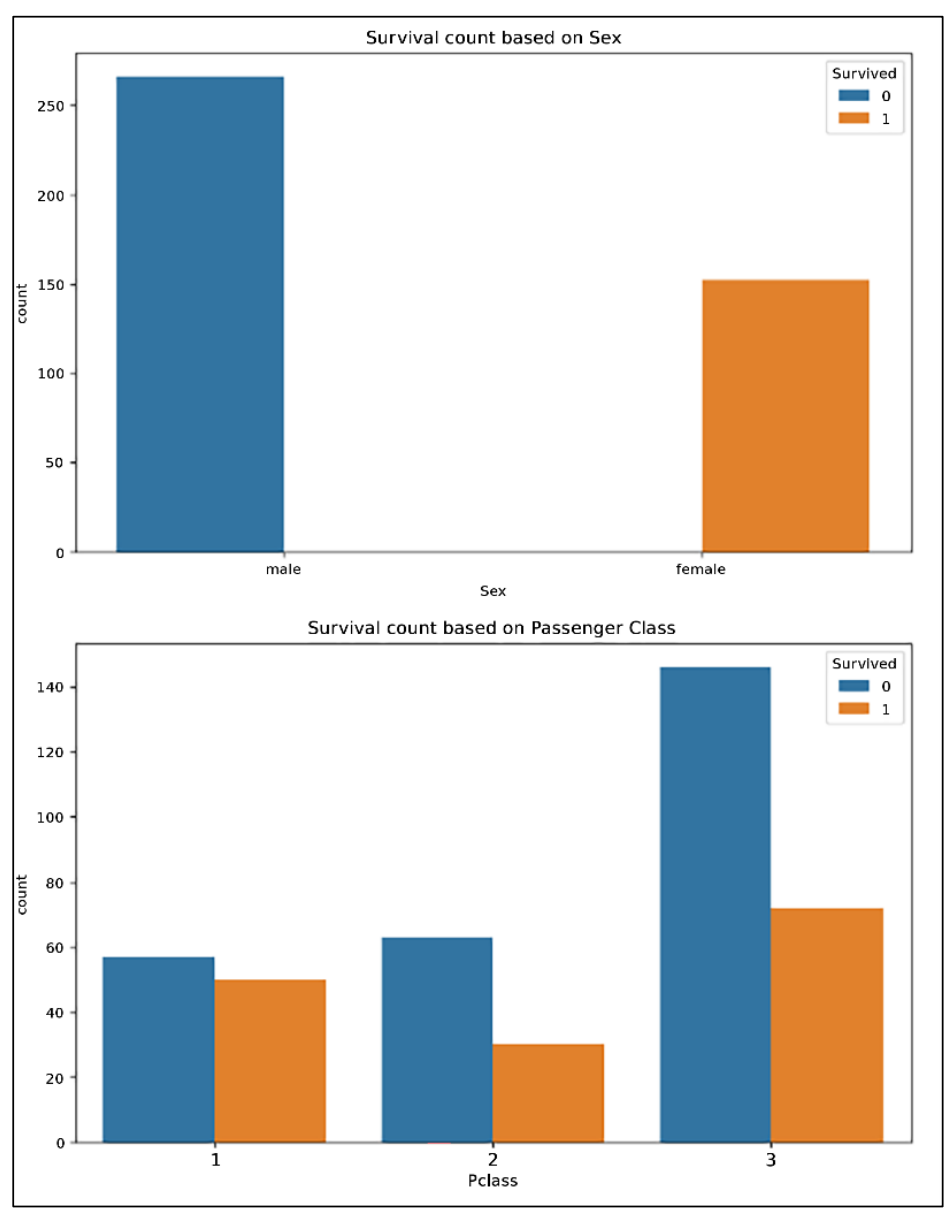 Survival count based on Sex
Survived
0
1
250
200
150
100
50
0
count
male female
Sex
Survival count based on Passenger Class
Survived
0
1
140
120
100
80
60
40
20
0
count
1 2 3
Pclass